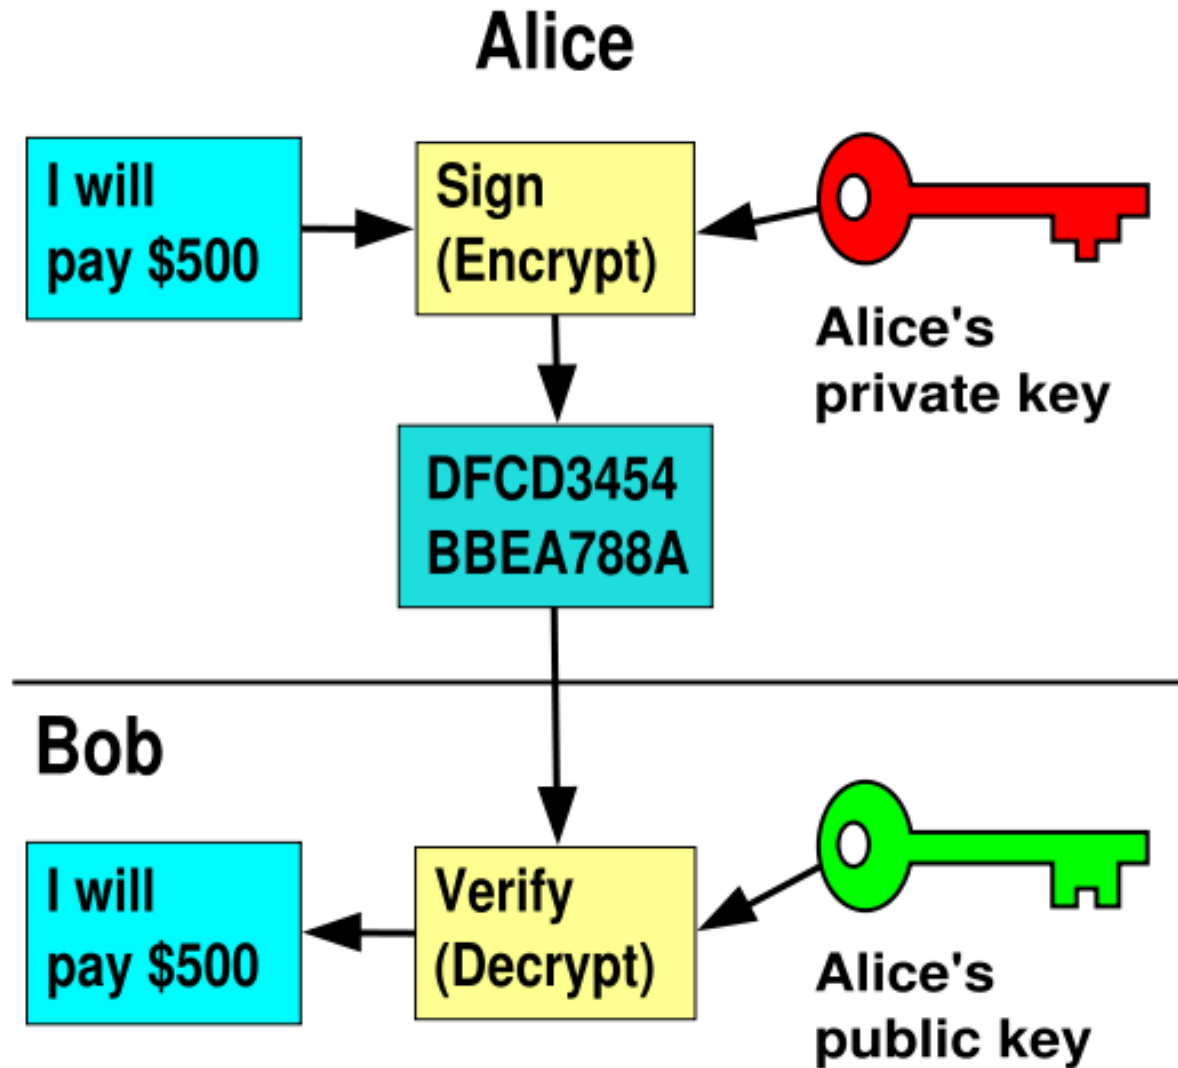 Alice
I will
pay $500
Sign
(Encrypt)
Alice's
private key
DFCD3454
BBEA788A
Bob
I will
pay $500
Verify
(Decrypt)
Alice's
public key